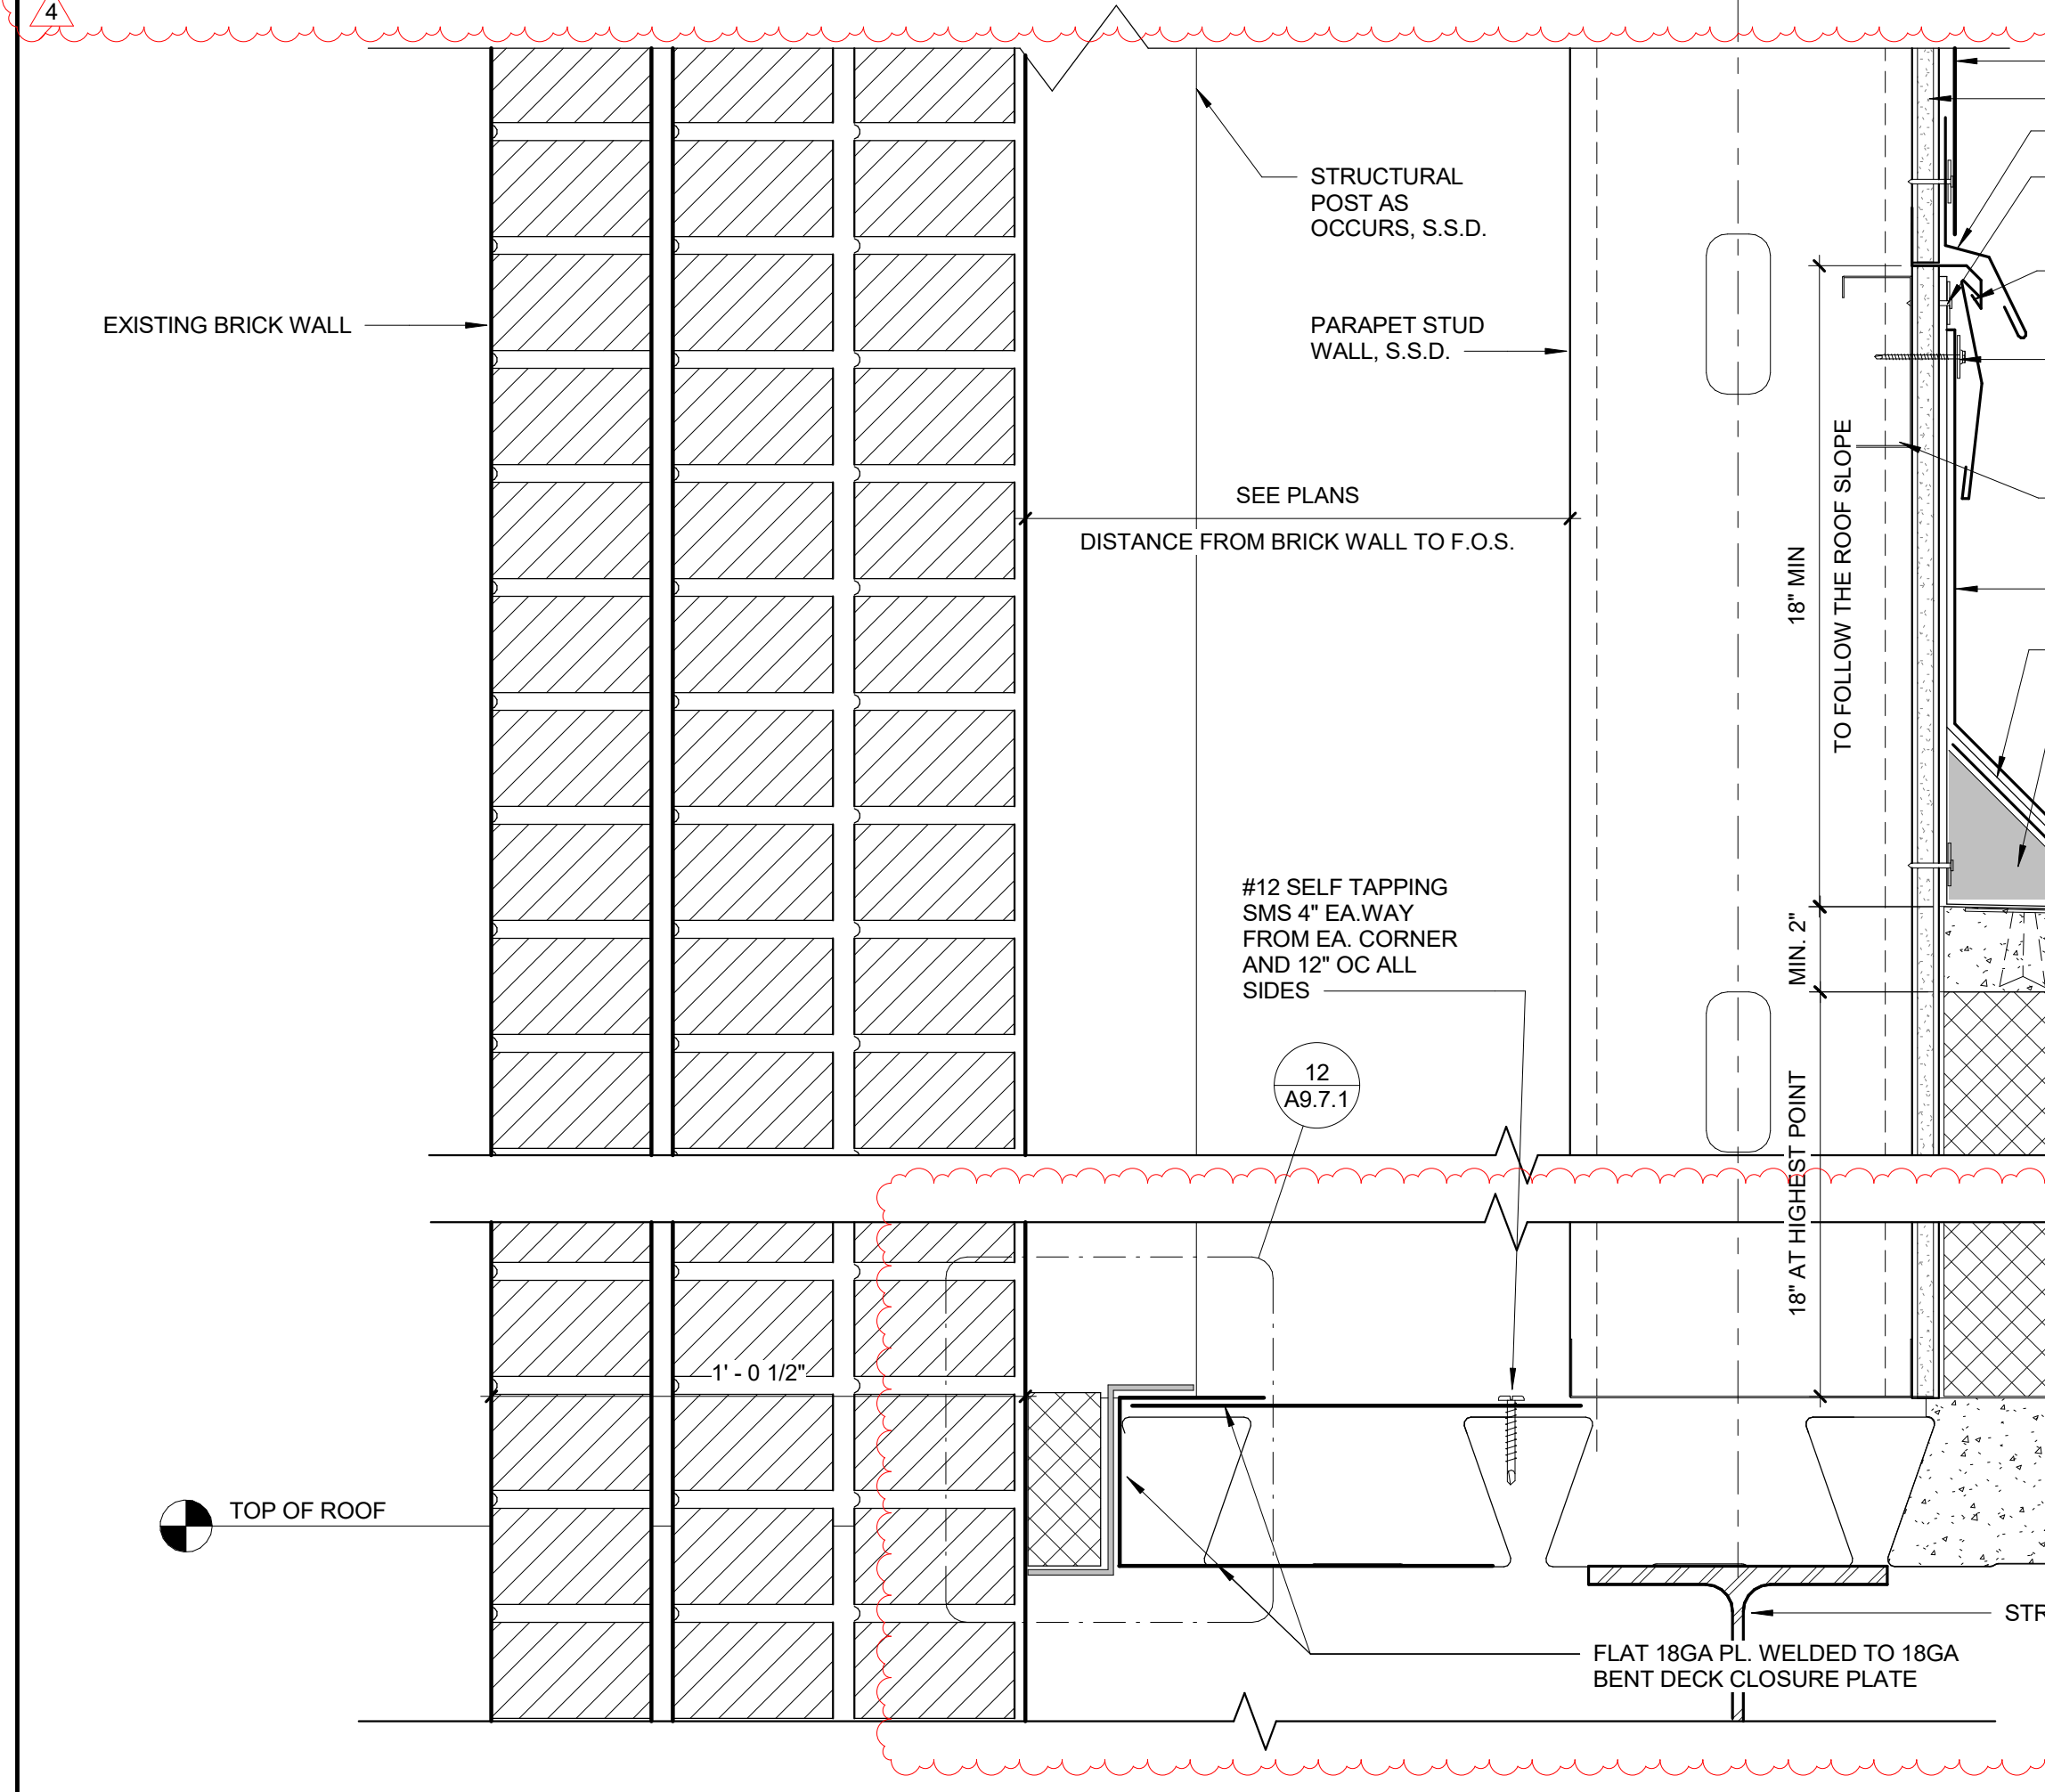 4
STRUCTURAL
POST AS
OCCURS, S.S.D.
EXISTING BRICK WALL
PARAPET STUD
WALL, S.S.D.
SEE PLANS
DISTANCE FROM BRICK WALL TO F.O.S.
18" MIN
TO FOLLOW THE ROOF SLOPE
#12 SELF TAPPING
SMS 4" EA.WAY
FROM EA. CORNER
AND 12" OC ALL
SIDES
MIN. 2"
12
A9.7.1
18" AT HIGHEST POINT
1' - 0 1/2"
TOP OF ROOF
STR
FLAT 18GA PL. WELDED TO 18GA
BENT DECK CLOSURE PLATE